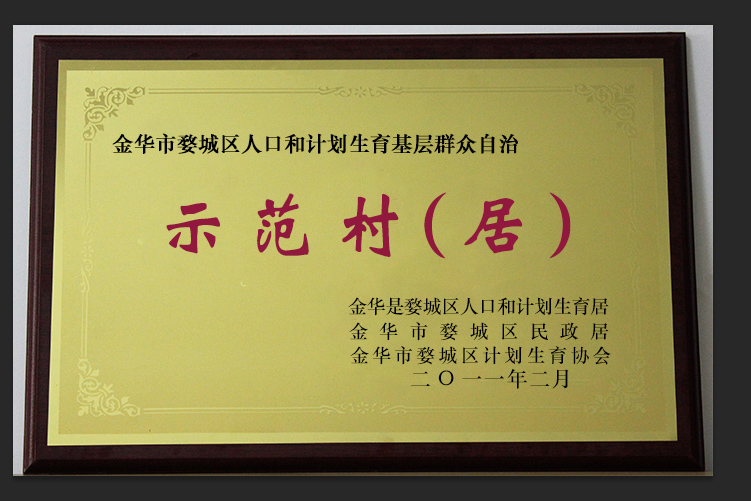 金华市婺城区人口和计划生育基层群众自治
示范村(居)
金华是婺城区人口和计划生育居
金华市婺城区民政居
金华市婺城区计划生育协会
二〇一一年二月